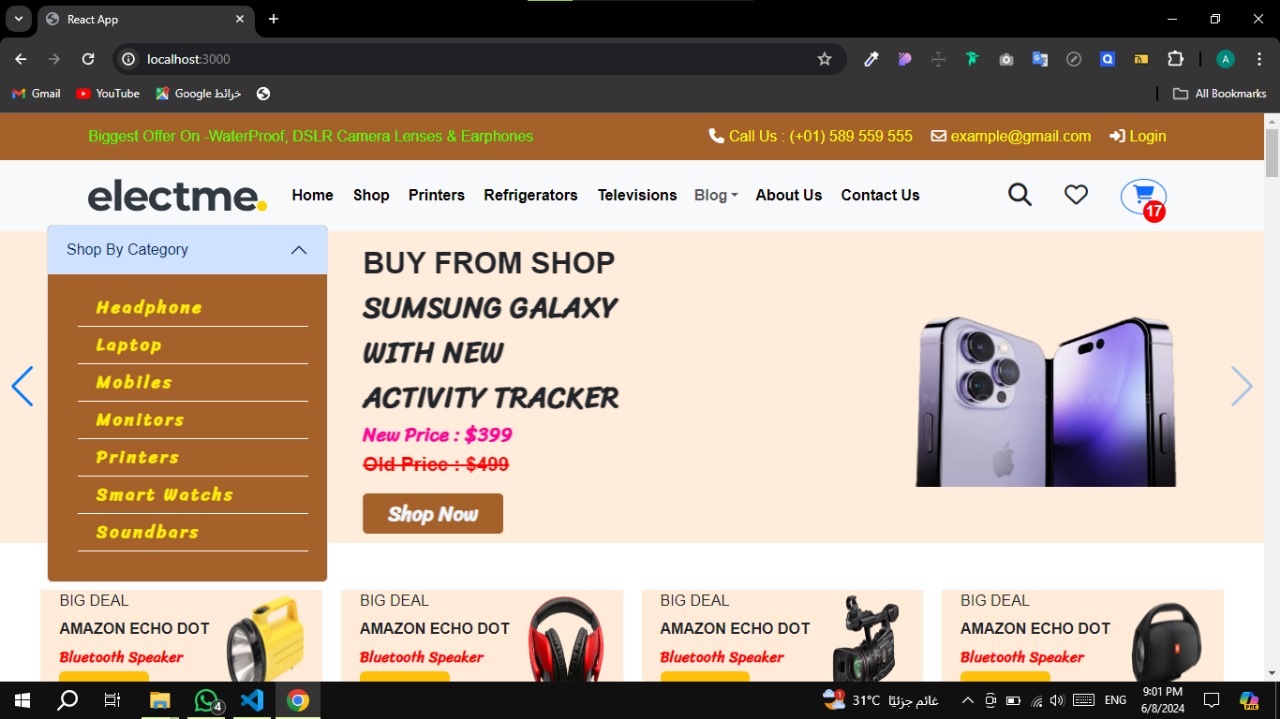 React App
localhost:3000
Gmail
YouTube
خرائط Google
All Bookmarks
Biggest Offer On -WaterProof, DSLR Camera Lenses & Earphones
Call Us : (+01) 589 559 555
example@gmail.com
Login
electme.
Home
Shop
Printers
Refrigerators
Televisions
Blog
About Us
Contact Us
17
Shop By Category
Headphone
Laptop
Mobiles
Monitors
Printers
Smart Watchs
Soundbars
BUY FROM SHOP
SUMSUNG GALAXY
WITH NEW
ACTIVITY TRACKER
New Price : $399
Old Price : $499
Shop Now
BIG DEAL
AMAZON ECHO DOT
Bluetooth Speaker
BIG DEAL
AMAZON ECHO DOT
Bluetooth Speaker
BIG DEAL
AMAZON ECHO DOT
Bluetooth Speaker
BIG DEAL
AMAZON ECHO DOT
Bluetooth Speaker
4
1
31°C غائم جزئيًا
ENG
9:01 PM
6/8/2024